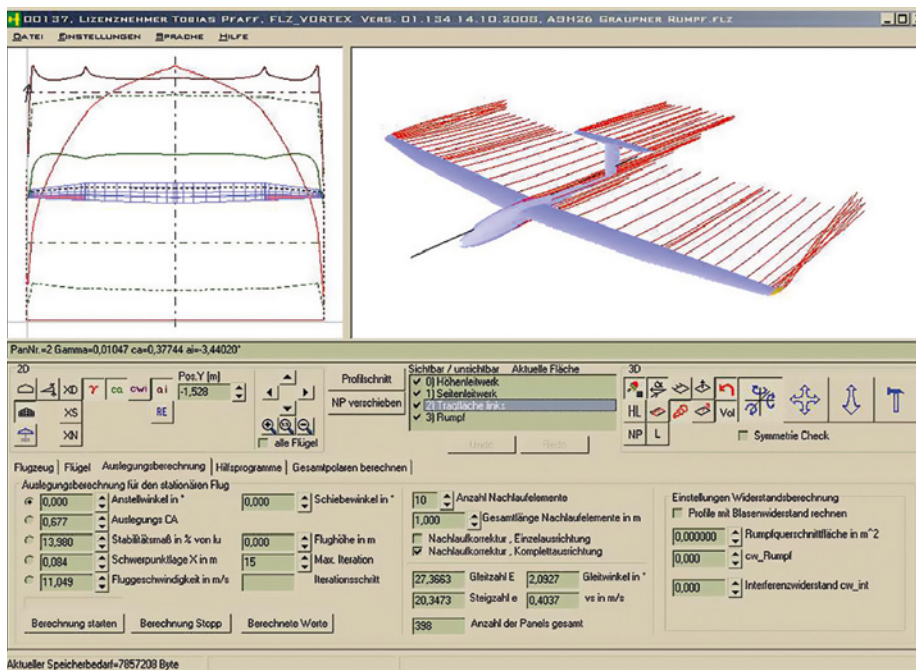 00137, Lizenznehmer Tobias Pfaff, FLZ_VORTEX Vers. 01.134 14.10.2008, A9H26 Graupner Rumpf.flz
Datei Einstellungen Sprache Hilfe
PanNr.=2 Gamma=0,01047 ca=0,37744 ai=-3,44020°
2D
XD
γ
ca
cwi
ai
Pos.Y [m]
-1,528
XS
RE
XN
alle Flügel
Profilschnitt
NP verschieben
Sichtbar / unsichtbar Aktuelle Fläche
0) Höhenleitwerk
1) Seitenleitwerk
2) Tragfläche links
3) Rumpf
Undo
Redo
3D
HL
Vol
NP
L
Symmetrie Check
Flugzeug Flügel Auslegungsberechnung Hilfsprogramme Gesamtpolaren berechnen
Auslegungsberechnung für den stationären Flug
0,000 Anstellwinkel in °
0,000 Schiebewinkel in °
0,677 Auslegungs CA
13,980 Stabilitätsmaß in % von lu
0,000 Flughöhe in m
0,084 Schwerpunktlage X in m
15 Max. Iteration
11,049 Fluggeschwindigkeit in m/s
Iterationsschritt
Berechnung starten
Berechnung Stopp
Berechnete Werte
10 Anzahl Nachlaufelemente
1,000 Gesamtlänge Nachlaufelemente in m
Nachlaufkorrektur , Einzelausrichtung
Nachlaufkorrektur , Komplettausrichtung
27,3663 Gleitzahl E 2,0927 Gleitwinkel in °
20,3473 Steigzahl e 0,4037 vs in m/s
398 Anzahl der Panels gesamt
Einstellungen Widerstandsberechnung
Profile mit Blasenwiderstand rechnen
0,000000 Rumpfquerschnittfläche in m^2
0,000 cw_Rumpf
0,000 Interferenzwiderstand cw_int
Aktueller Speicherbedarf=7857208 Byte